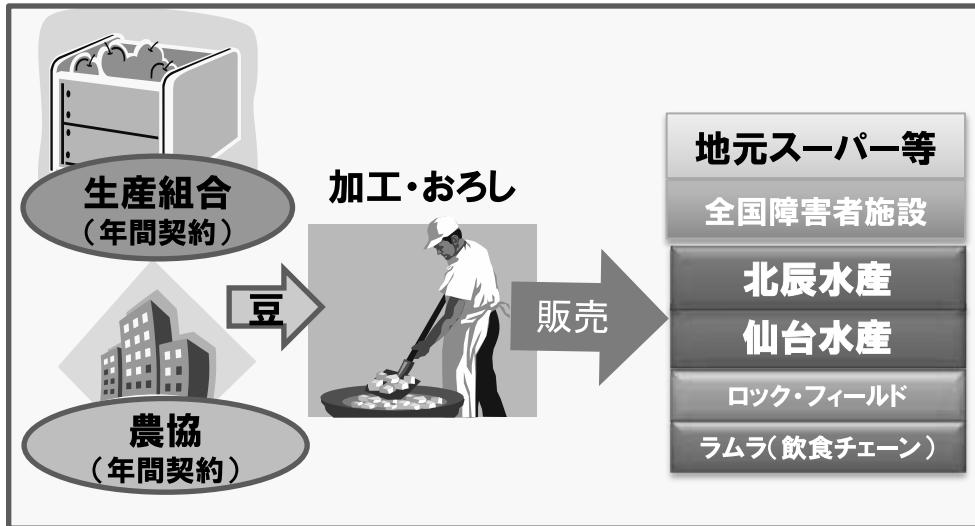 生産組合
（年間契約）
農協
（年間契約）
豆
加工・おろし
販売
地元スーパー等
全国障害者施設
北辰水産
仙台水産
ロック・フィールド
ラムラ（飲食チェーン）